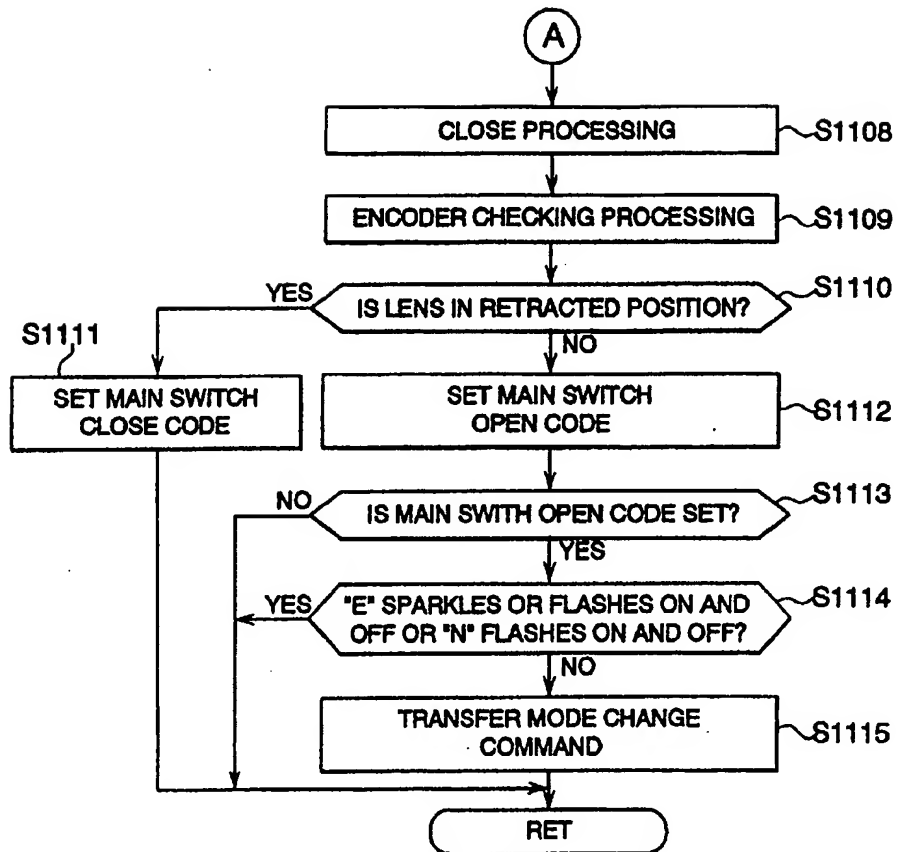 A
CLOSE PROCESSING
S1108
ENCODER CHECKING PROCESSING
S1109
YES
IS LENS IN RETRACTED POSITION?
S1110
S1111
NO
SET MAIN SWITCH
CLOSE CODE
SET MAIN SWITCH
OPEN CODE
S1112
NO
IS MAIN SWITH OPEN CODE SET?
S1113
YES
YES
"E" SPARKLES OR FLASHES ON AND
OFF OR "N" FLASHES ON AND OFF?
S1114
NO
TRANSFER MODE CHANGE
COMMAND
S1115
RET